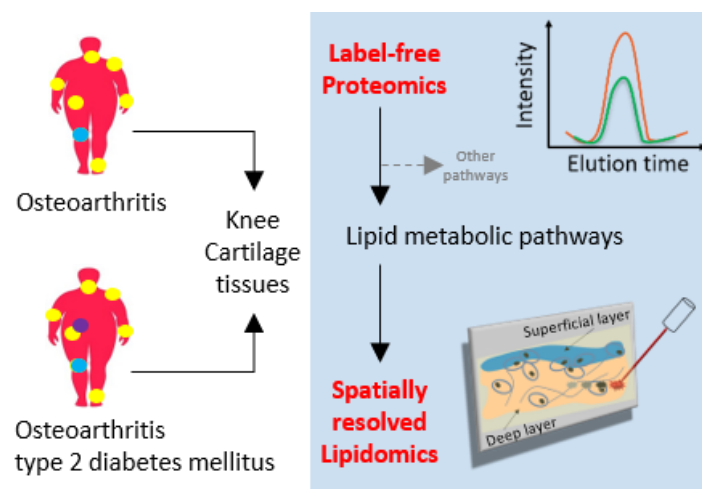 Osteoarthritis
Osteoarthritis
type 2 diabetes mellitus
Knee
Cartilage
tissues
Label-free
Proteomics
Other
pathways
Lipid metabolic pathways
Spatially
resolved
Lipidomics
Intensity
Elution time
Superficial layer
Deep layer